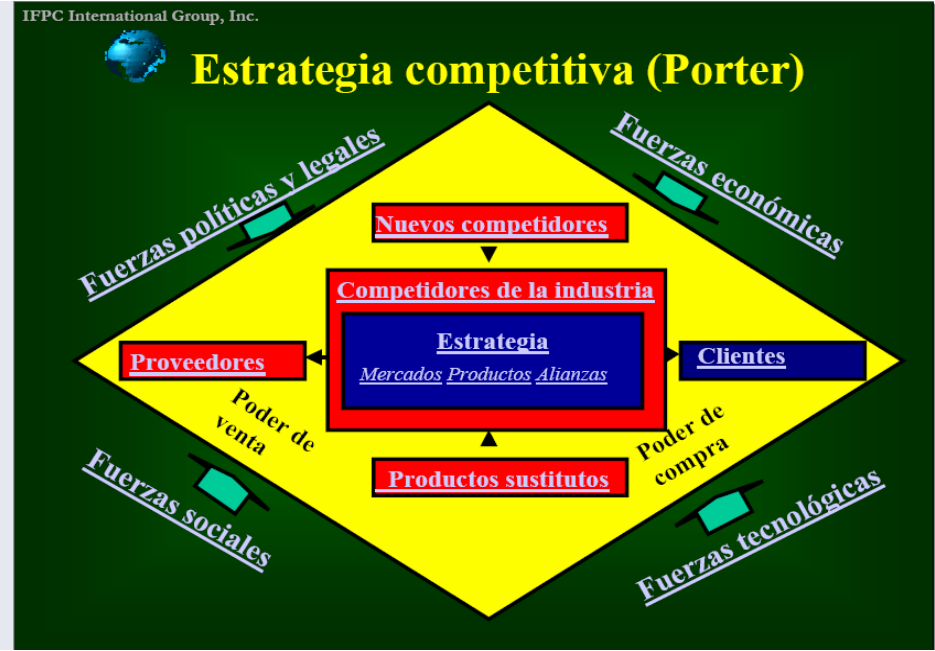 IFPC International Group, Inc.
Estrategia competitiva (Porter)
Fuerzas políticas y legales
Fuerzas económicas
Nuevos competidores
Competidores de la industria
Estrategia
Mercados Productos Alianzas
Proveedores
Clientes
Poder de
venta
Poder de
compra
Productos sustitutos
Fuerzas sociales
Fuerzas tecnológicas